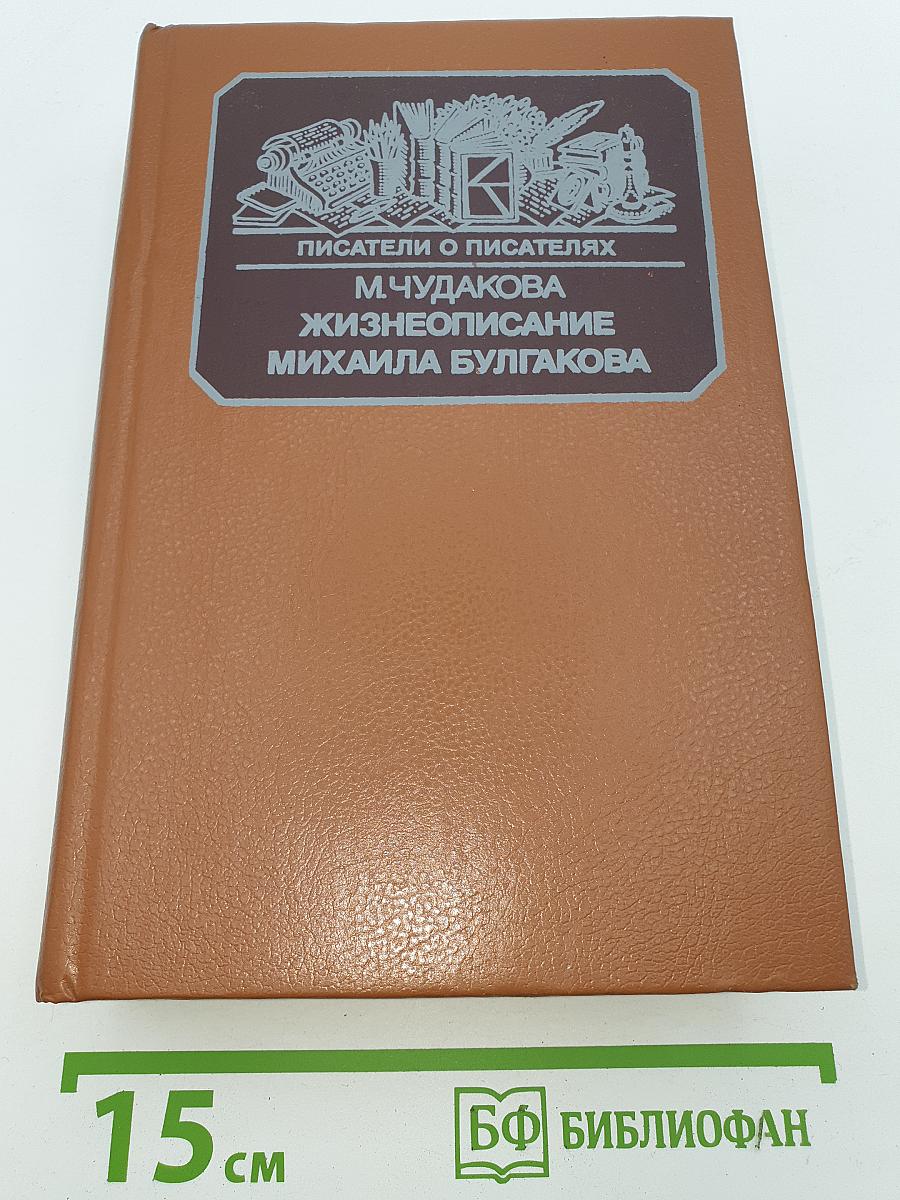 ПИСАТЕЛИ О ПИСАТЕЛЯХ
М.ЧУДАКОВА
ЖИЗНЕОПИСАНИЕ
МИХАИЛА БУЛГАКОВА
15 см
БФ БИБЛИОФАН